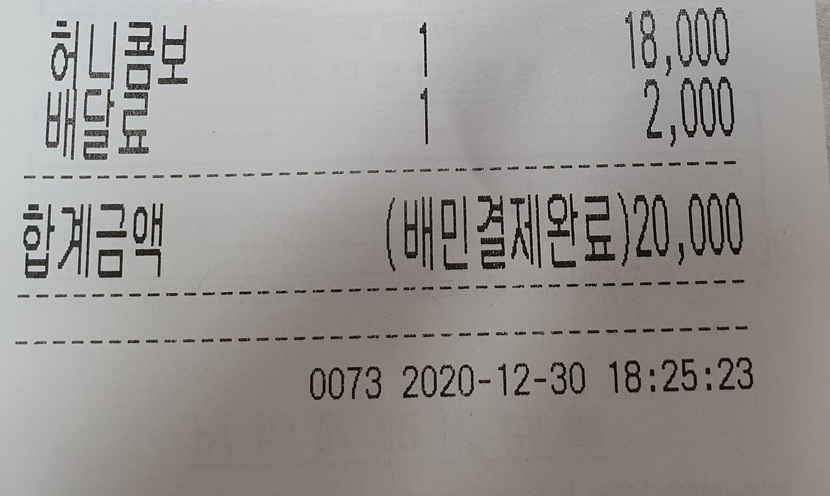 허니콤보 1 18,000
배달료 1 2,000
합계금액 (배민결제완료)20,000
0073 2020-12-30 18:25:23